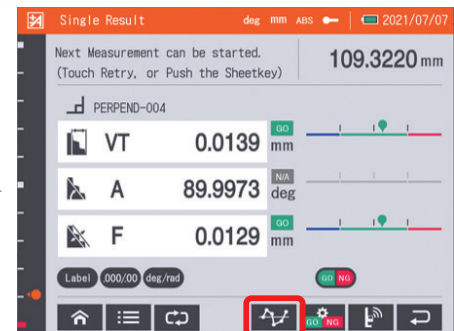 Single Result deg mm ABS 2021/07/07
Next Measurement can be started.
(Touch Retry, or Push the Sheetkey)
109.3220 mm
PERPEND-004
VT 0.0139 GO mm
A 89.9973 N/A deg
F 0.0129 GO mm
Label .000/00 deg/rad GO NG
GO NG